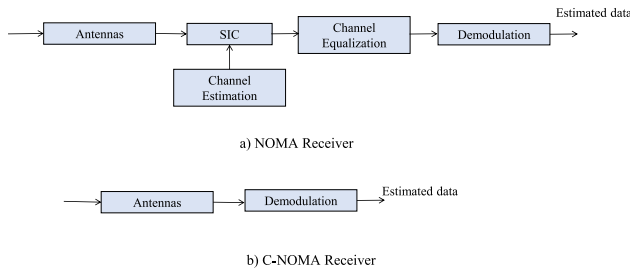 Estimated data
Antennas
SIC
Channel
Equalization
Demodulation
Channel
Estimation
a) NOMA Receiver
Antennas
Demodulation
Estimated data
b) C-NOMA Receiver